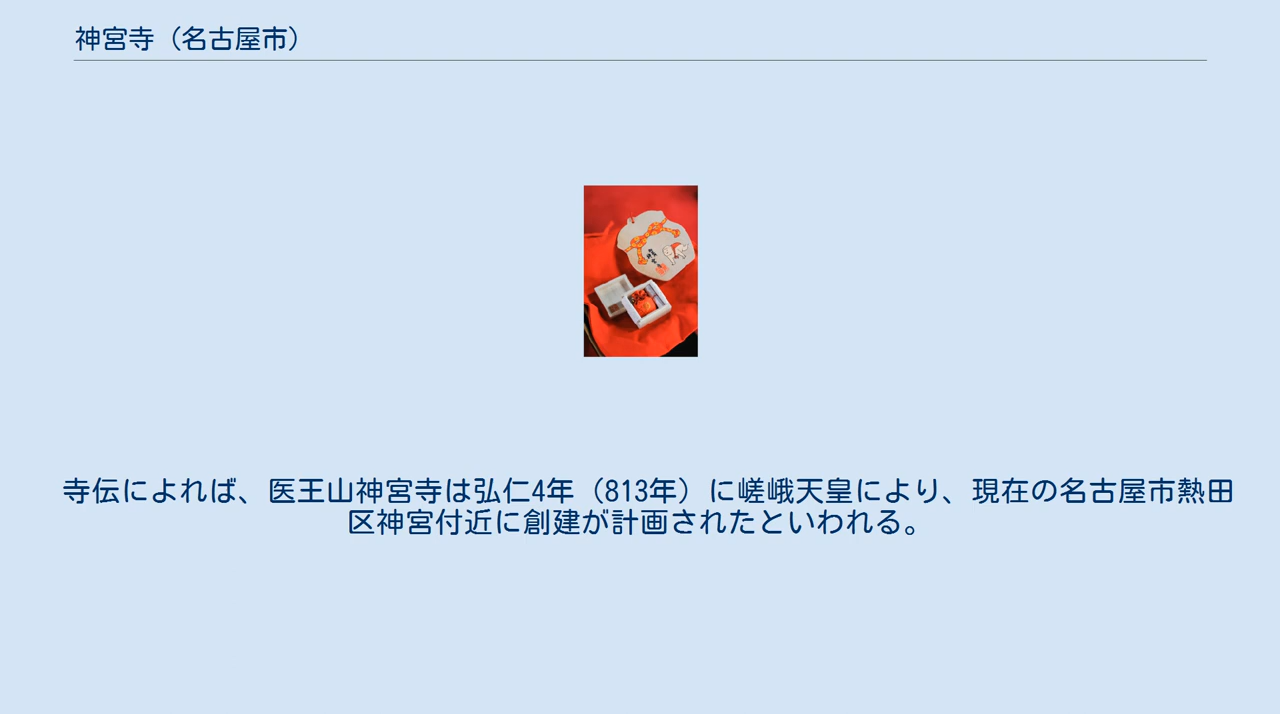 神宮寺（名古屋市）
寺伝によれば、医王山神宮寺は弘仁4年（813年）に嵯峨天皇により、現在の名古屋市熱田
区神宮付近に創建が計画されたといわれる。